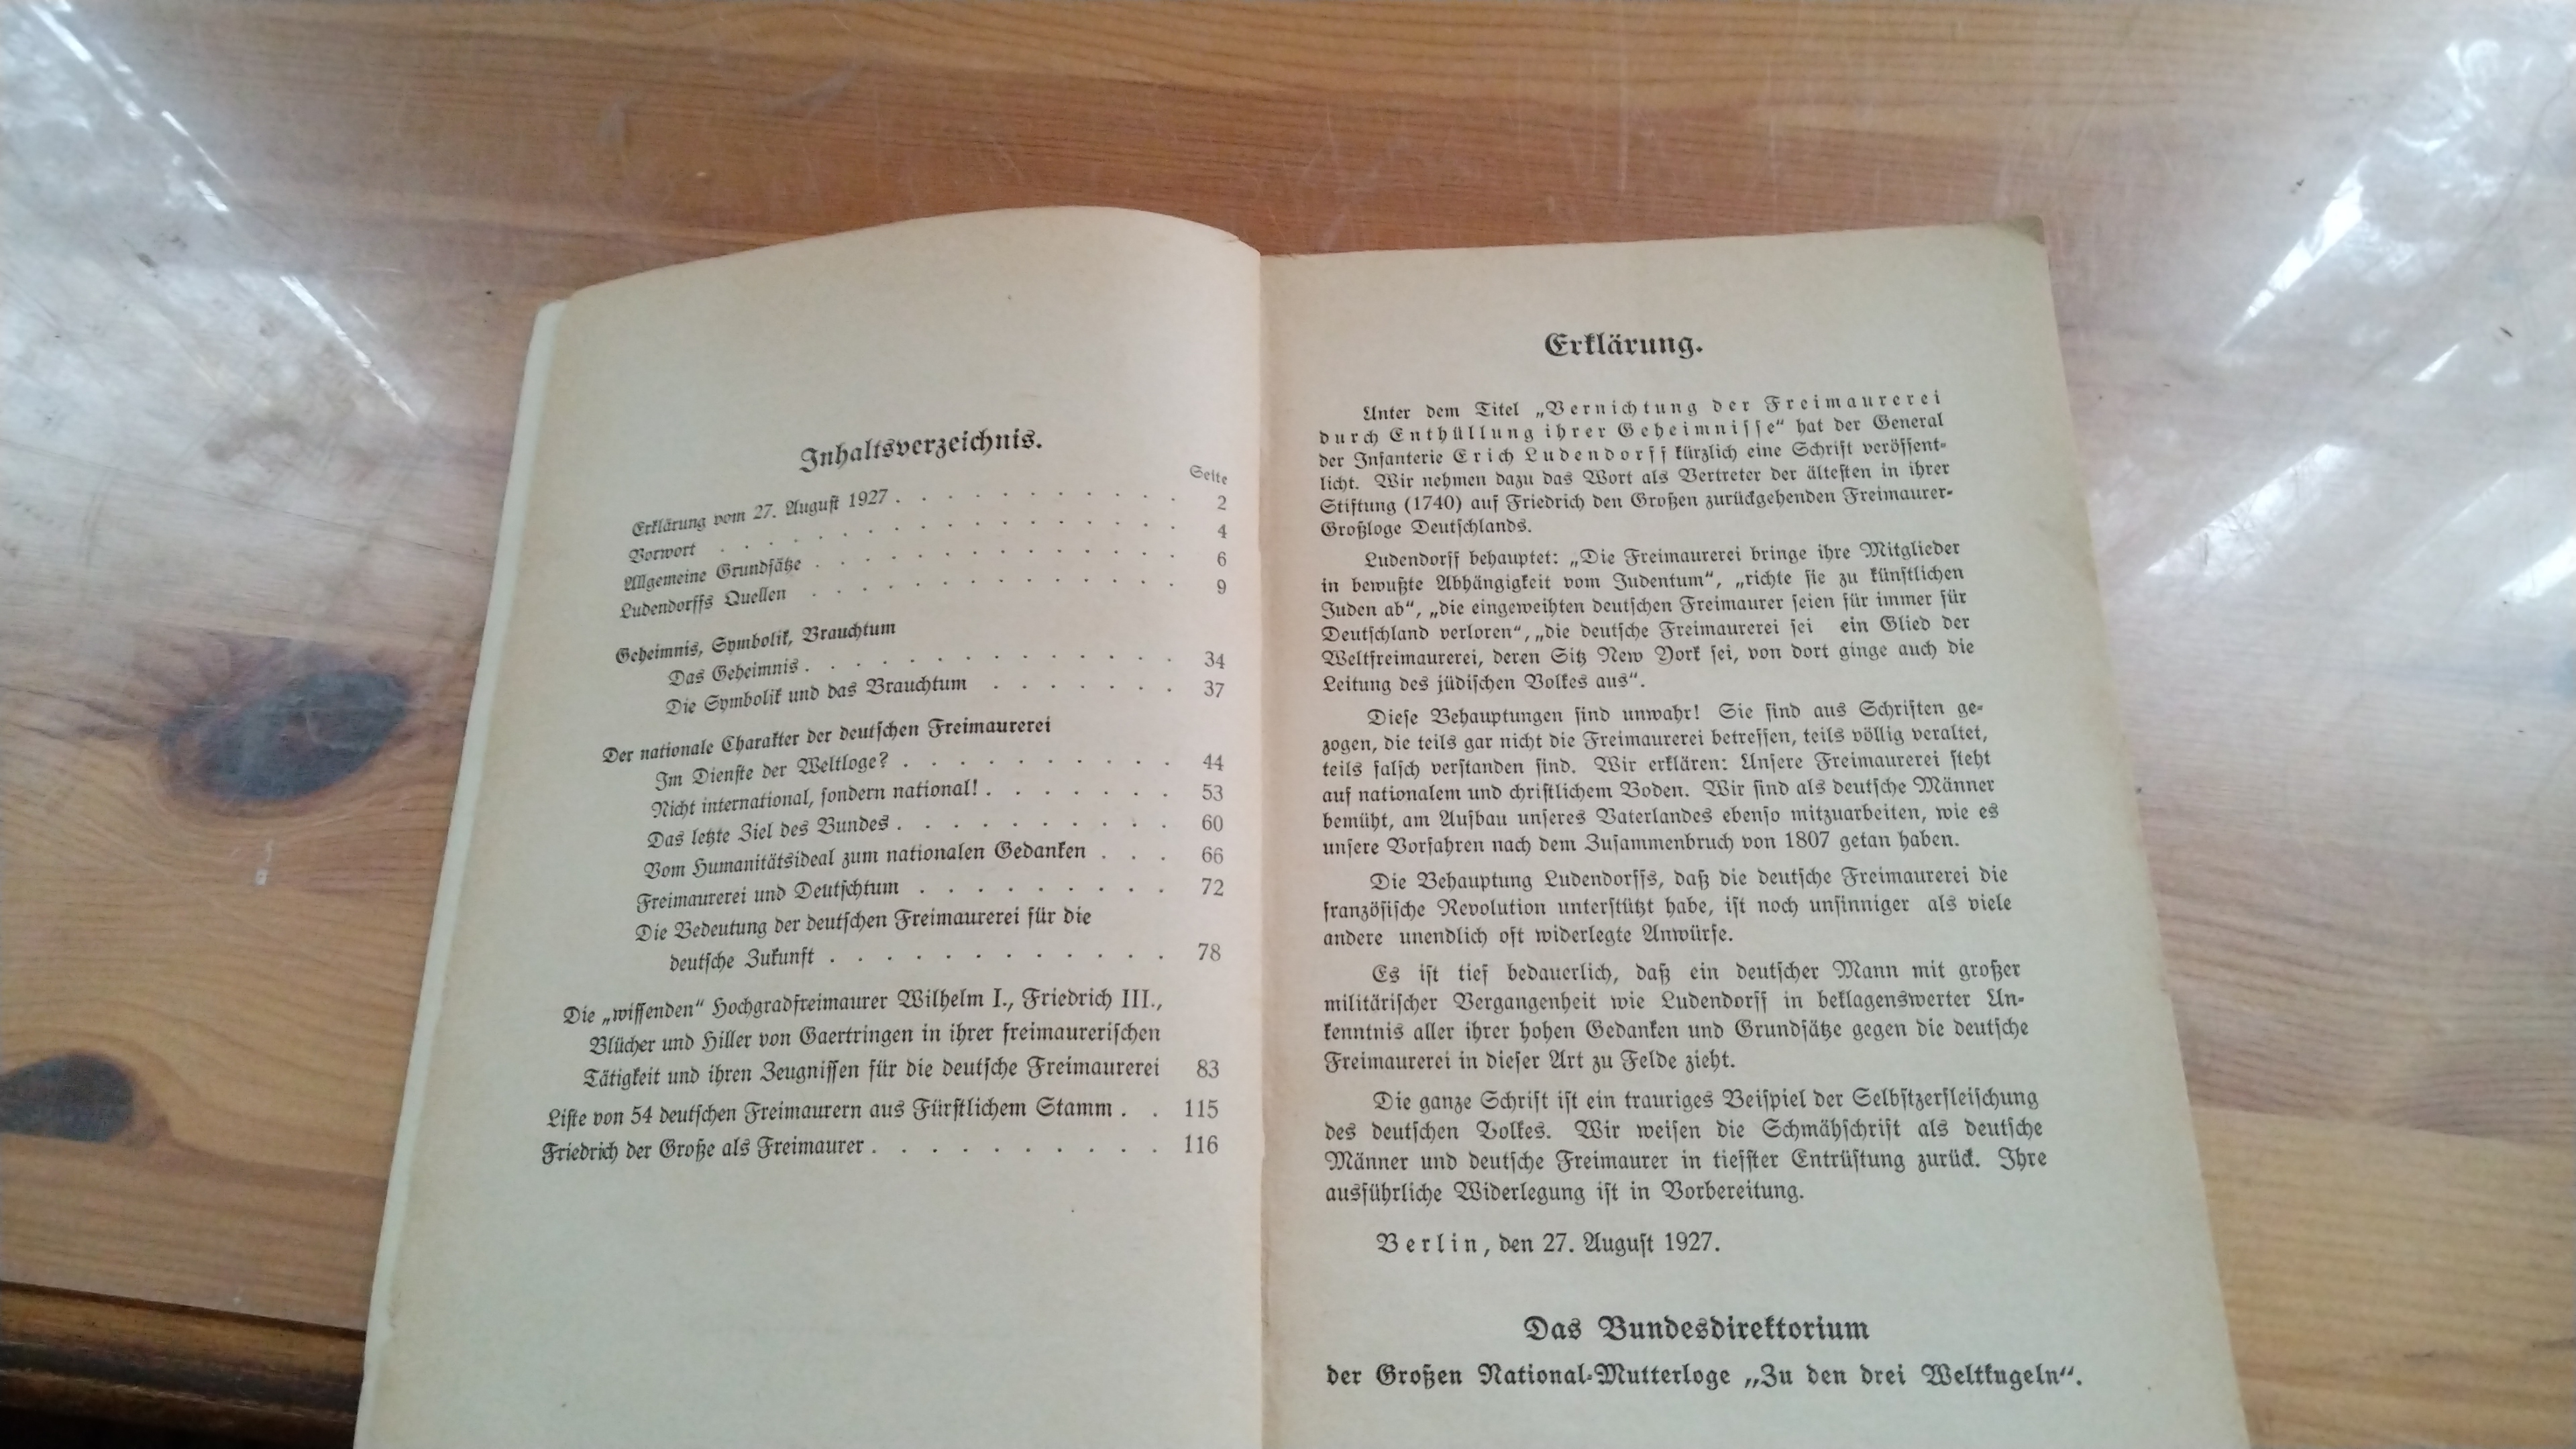 Inhaltsverzeichnis.
Seite
Erklärung vom 27. August 1927 . . . . . . . . . . . 2
Vorwort . . . . . . . . . . . . . . 4
Allgemeine Grundsätze . . . . . . . . . . . . 6
Ludendorffs Quellen . . . . . . . . . . . . 9
Geheimnis, Symbolik, Brauchtum
Das Geheimnis . . . . . . . . . . . . 34
Die Symbolik und das Brauchtum . . . . . . . 37
Der nationale Charakter der deutschen Freimaurerei
Im Dienste der Weltloge? . . . . . . . . . . 44
Nicht international, sondern national! . . . . . . . 53
Das letzte Ziel des Bundes . . . . . . . . . . 60
Vom Humanitätsideal zum nationalen Gedanken . . . 66
Freimaurerei und Deutschtum . . . . . . . . . 72
Die Bedeutung der deutschen Freimaurerei für die
deutsche Zukunft . . . . . . . . . . . . 78
Die „wissenden“ Hochgradfreimaurer Wilhelm I., Friedrich III.,
Blücher und Hiller von Gaertringen in ihrer freimaurerischen
Tätigkeit und ihren Zeugnissen für die deutsche Freimaurerei 83
Liste von 54 deutschen Freimaurern aus Fürstlichem Stamm . . 115
Friedrich der Große als Freimaurer . . . . . . . . . . 116
Erklärung.
Unter dem Titel „Vernichtung der Freimaurerei
durch Enthüllung ihrer Geheimnisse“ hat der General
der Infanterie Erich Ludendorff kürzlich eine Schrift veröffent-
licht. Wir nehmen dazu das Wort als Vertreter der ältesten in ihrer
Stiftung (1740) auf Friedrich den Großen zurückgehenden Freimaurer-
Großloge Deutschlands.
Ludendorff behauptet: „Die Freimaurerei bringe ihre Mitglieder
in bewußte Abhängigkeit vom Judentum“, „richte sie zu künstlichen
Juden ab“, „die eingeweihten deutschen Freimaurer seien für immer für
Deutschland verloren“, „die deutsche Freimaurerei sei ein Glied der
Weltfreimaurerei, deren Sitz New York sei, von dort ginge auch die
Leitung des jüdischen Volkes aus“.
Diese Behauptungen sind unwahr! Sie sind aus Schriften ge-
zogen, die teils gar nicht die Freimaurerei betreffen, teils völlig veraltet,
teils falsch verstanden sind. Wir erklären: Unsere Freimaurerei steht
auf nationalem und christlichem Boden. Wir sind als deutsche Männer
bemüht, am Aufbau unseres Vaterlandes ebenso mitzuarbeiten, wie es
unsere Vorfahren nach dem Zusammenbruch von 1807 getan haben.
Die Behauptung Ludendorffs, daß die deutsche Freimaurerei die
französische Revolution unterstützt habe, ist noch unsinniger als viele
andere unendlich oft widerlegte Anwürfe.
Es ist tief bedauerlich, daß ein deutscher Mann mit großer
militärischer Vergangenheit wie Ludendorff in beklagenswerter Un-
kenntnis aller ihrer hohen Gedanken und Grundsätze gegen die deutsche
Freimaurerei in dieser Art zu Felde zieht.
Die ganze Schrift ist ein trauriges Beispiel der Selbstzerfleischung
des deutschen Volkes. Wir weisen die Schmähschrift als deutsche
Männer und deutsche Freimaurer in tiefster Entrüstung zurück. Ihre
ausführliche Widerlegung ist in Vorbereitung.
Berlin, den 27. August 1927.
Das Bundesdirektorium
der Großen National-Mutterloge „Zu den drei Weltkugeln“.